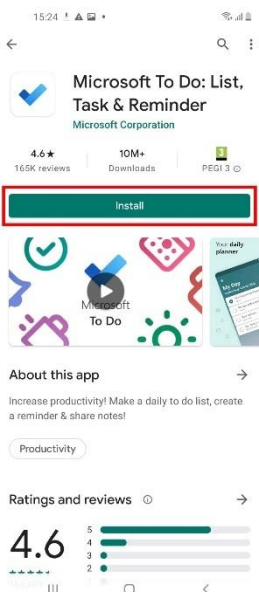 15:24
Microsoft To Do: List,
Task & Reminder
Microsoft Corporation
4.6★ 10M+ 3
165K reviews Downloads PEGI 3
Install
Microsoft
To Do
Your daily
planner
My Day
About this app
Increase productivity! Make a daily to do list, create
a reminder & share notes!
Productivity
Ratings and reviews
4.6
5
4
3
2